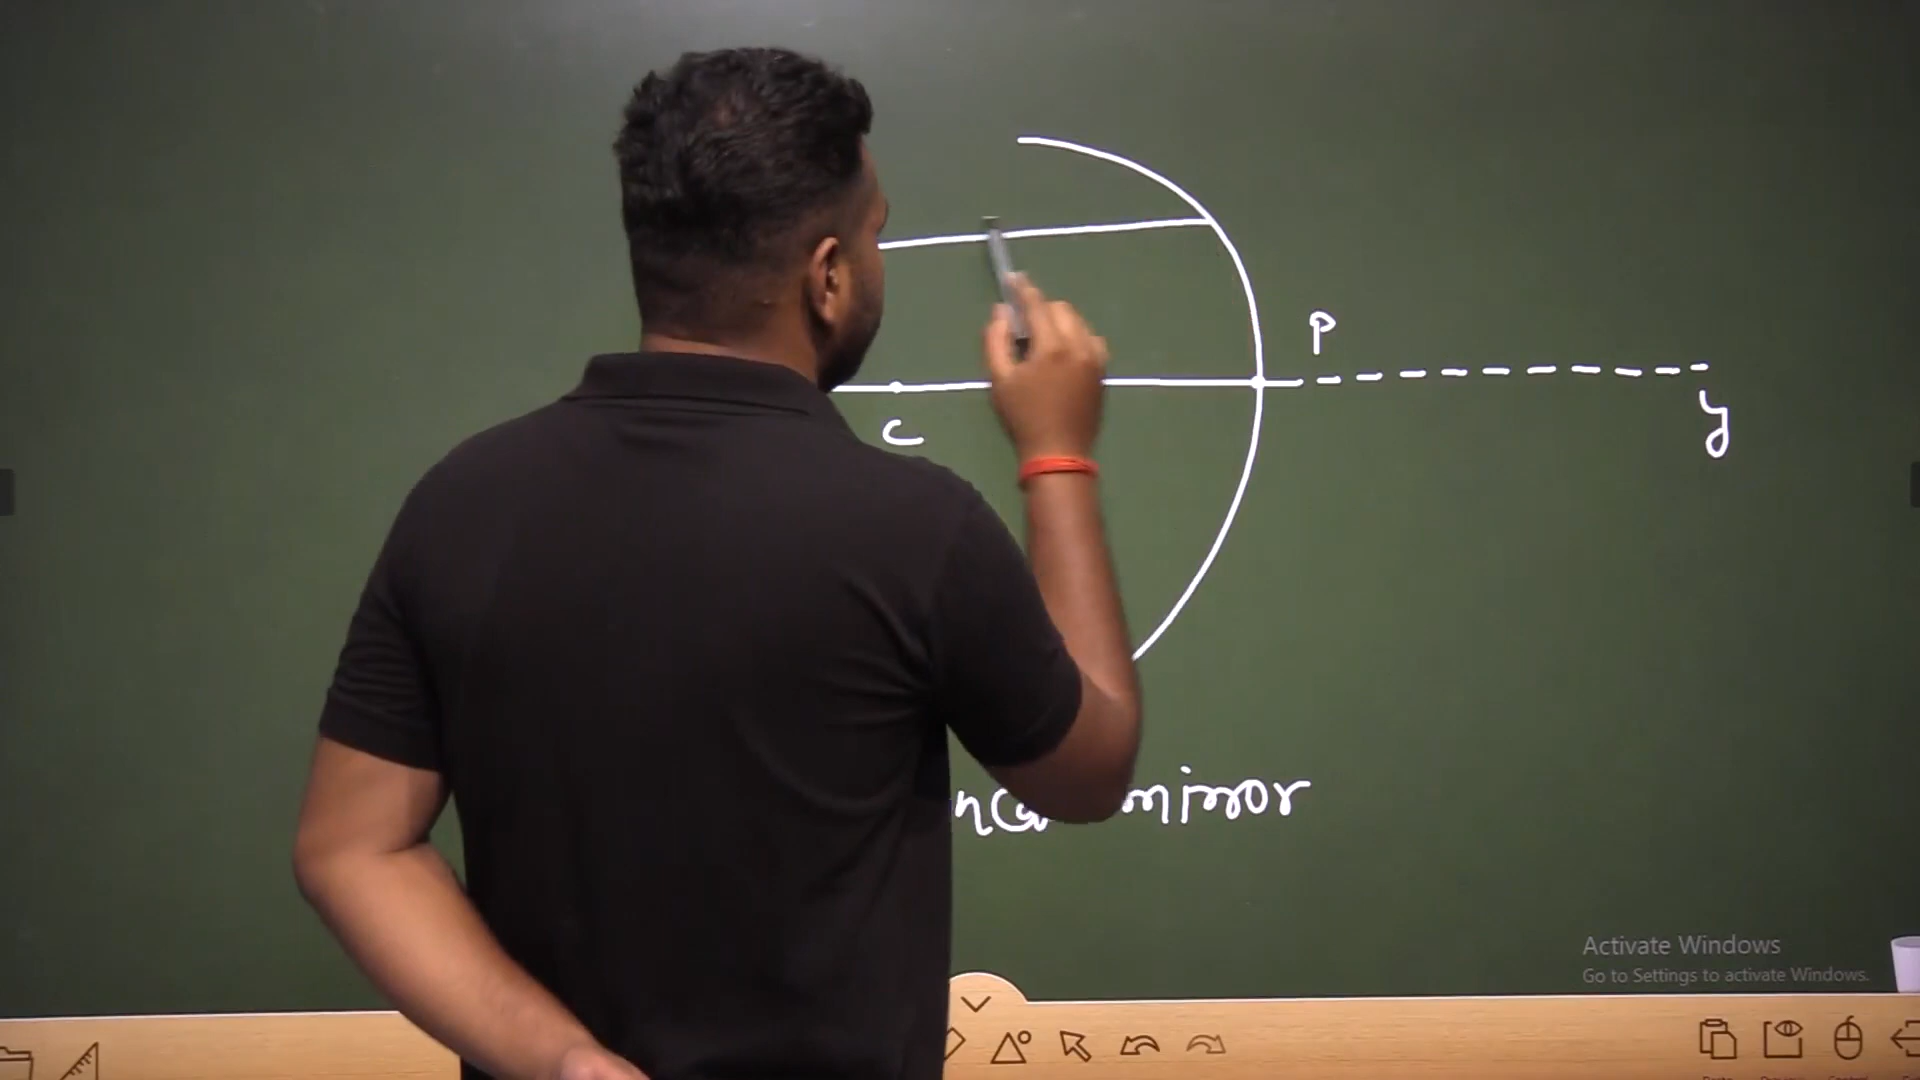 P
C
y
mirror
Activate Windows
Go to Settings to activate Windows.